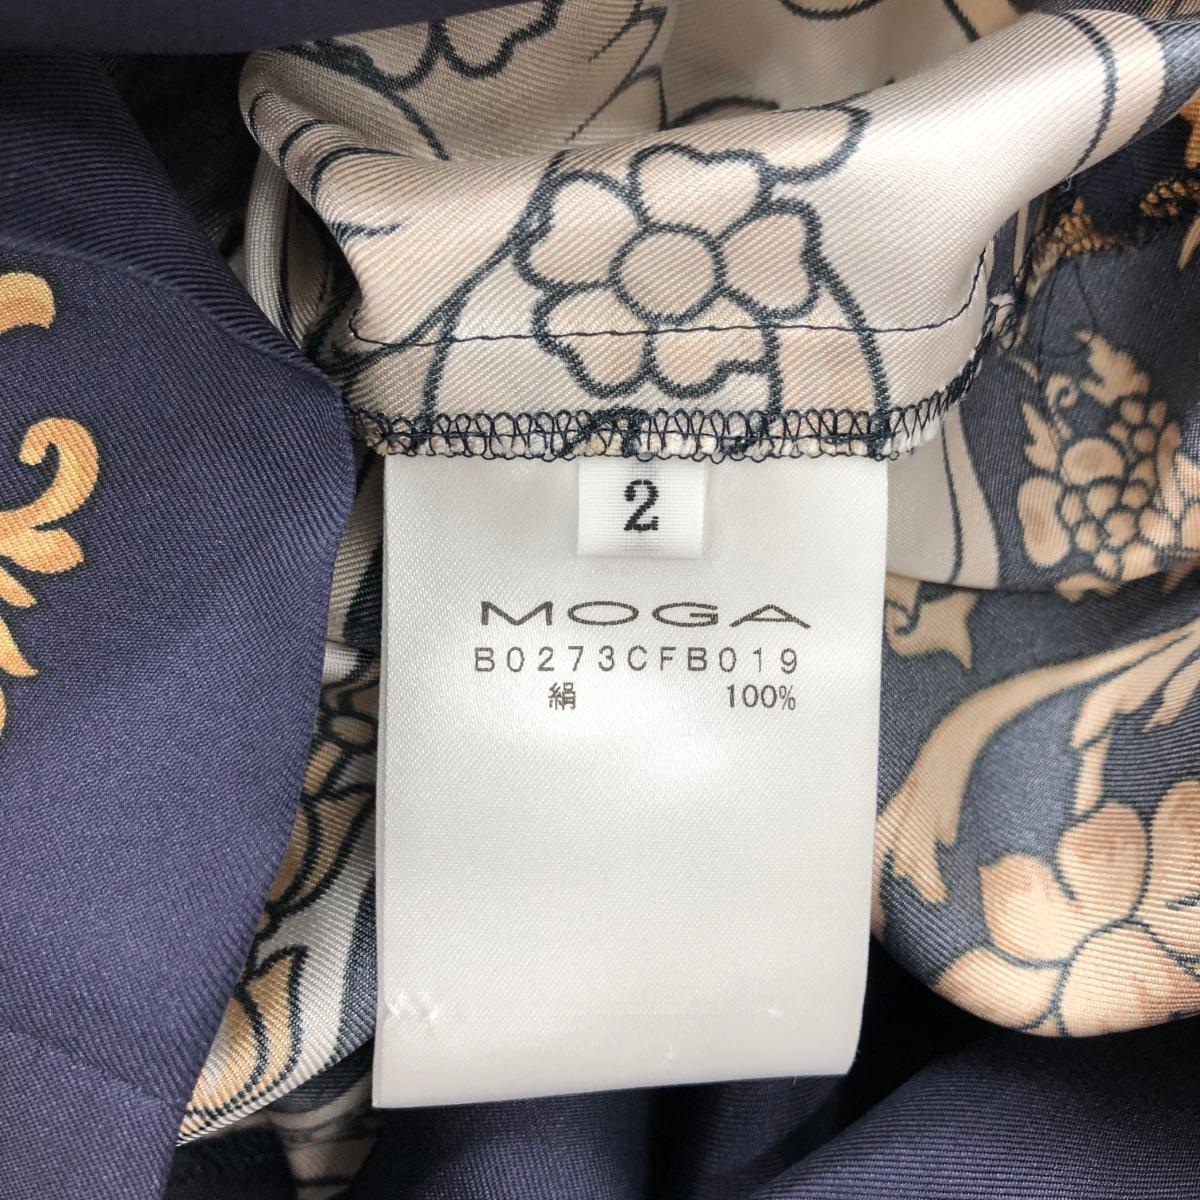 2
MOGA
B0273CFB019
絹 100%